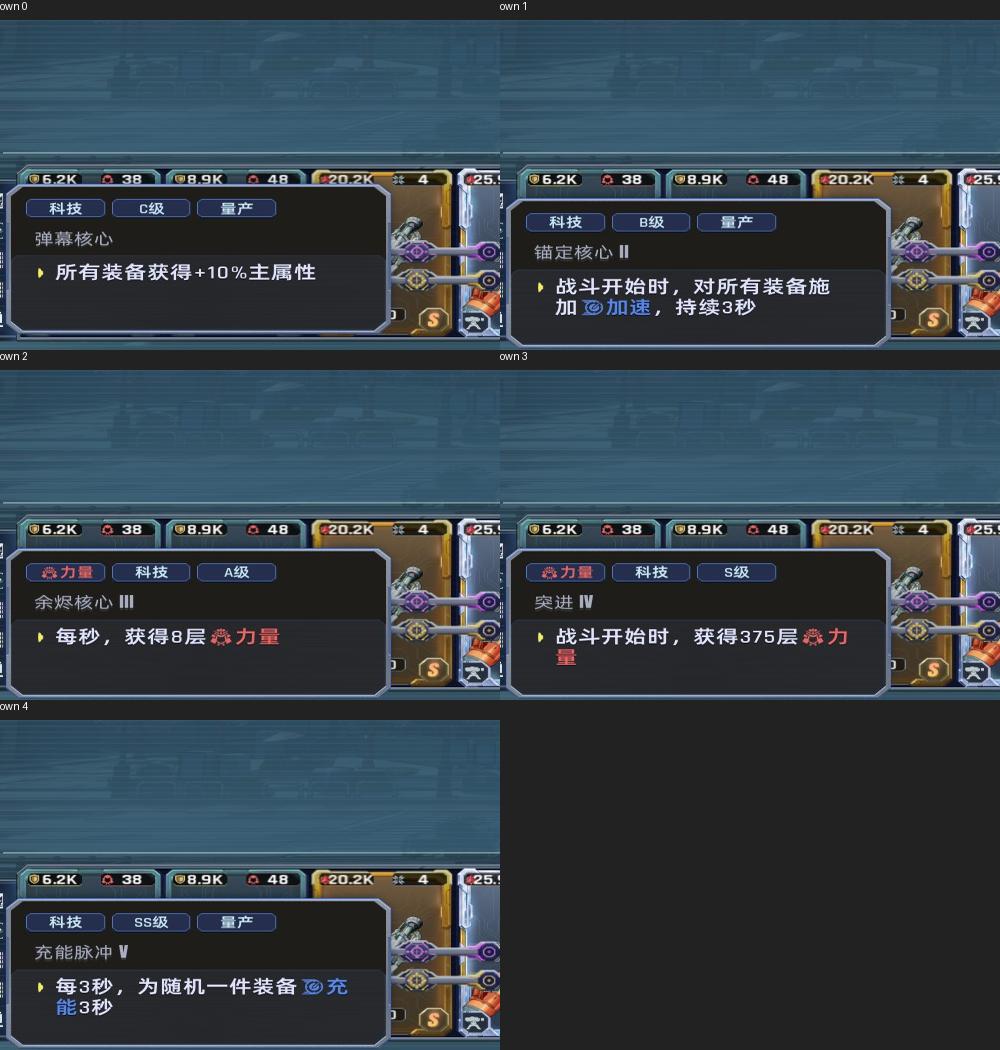 own 0
6.2K 38 8.9K 48 20.2K 4 25.9
科技 C级 量产
弹幕核心
所有装备获得+10%主属性
S
own 1
6.2K 38 8.9K 48 20.2K 4 25.9
科技 B级 量产
锚定核心 II
战斗开始时，对所有装备施
加加速，持续3秒
S
own 2
6.2K 38 8.9K 48 20.2K 4 25.9
力量 科技 A级
余烬核心 III
每秒，获得8层力量
S
own 3
6.2K 38 8.9K 48 20.2K 4 25.9
力量 科技 S级
突进 IV
战斗开始时，获得375层力
量
S
own 4
6.2K 38 8.9K 48 20.2K 4 25.9
科技 SS级 量产
充能脉冲 V
每3秒，为随机一件装备充
能3秒
S